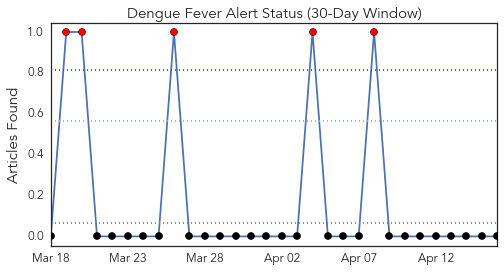 Dengue Fever Alert Status (30-Day Window)
Articles Found
1.0
0.8
0.6
0.4
0.2
0.0
Mar 18 Mar 23 Mar 28 Apr 02 Apr 07 Apr 12